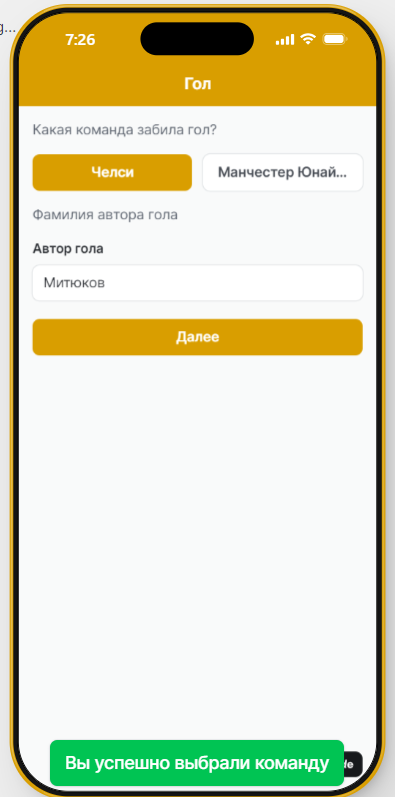 7:26
Гол
Какая команда забила гол?
Челси
Манчестер Юнай...
Фамилия автора гола
Автор гола
Митюков
Далее
Вы успешно выбрали команду